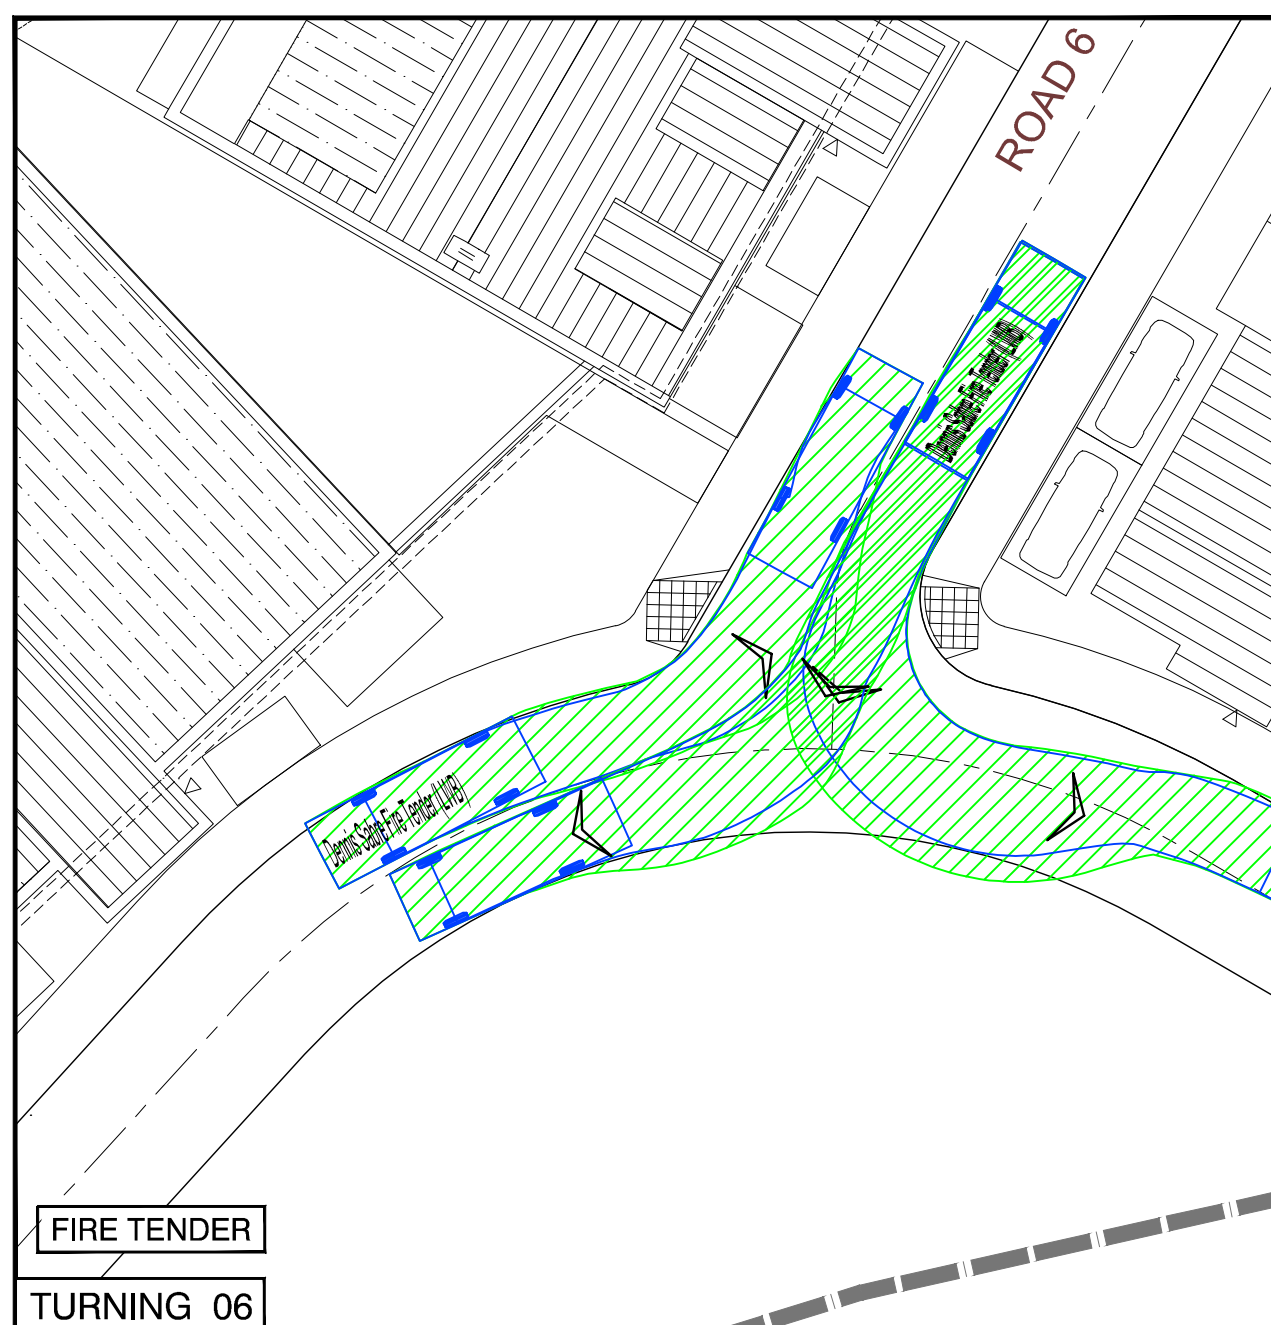 ROAD 6
Dennis Sabre Fire Tender (LWB)
Dennis Sabre Fire Tender (LWB)
FIRE TENDER
TURNING 06